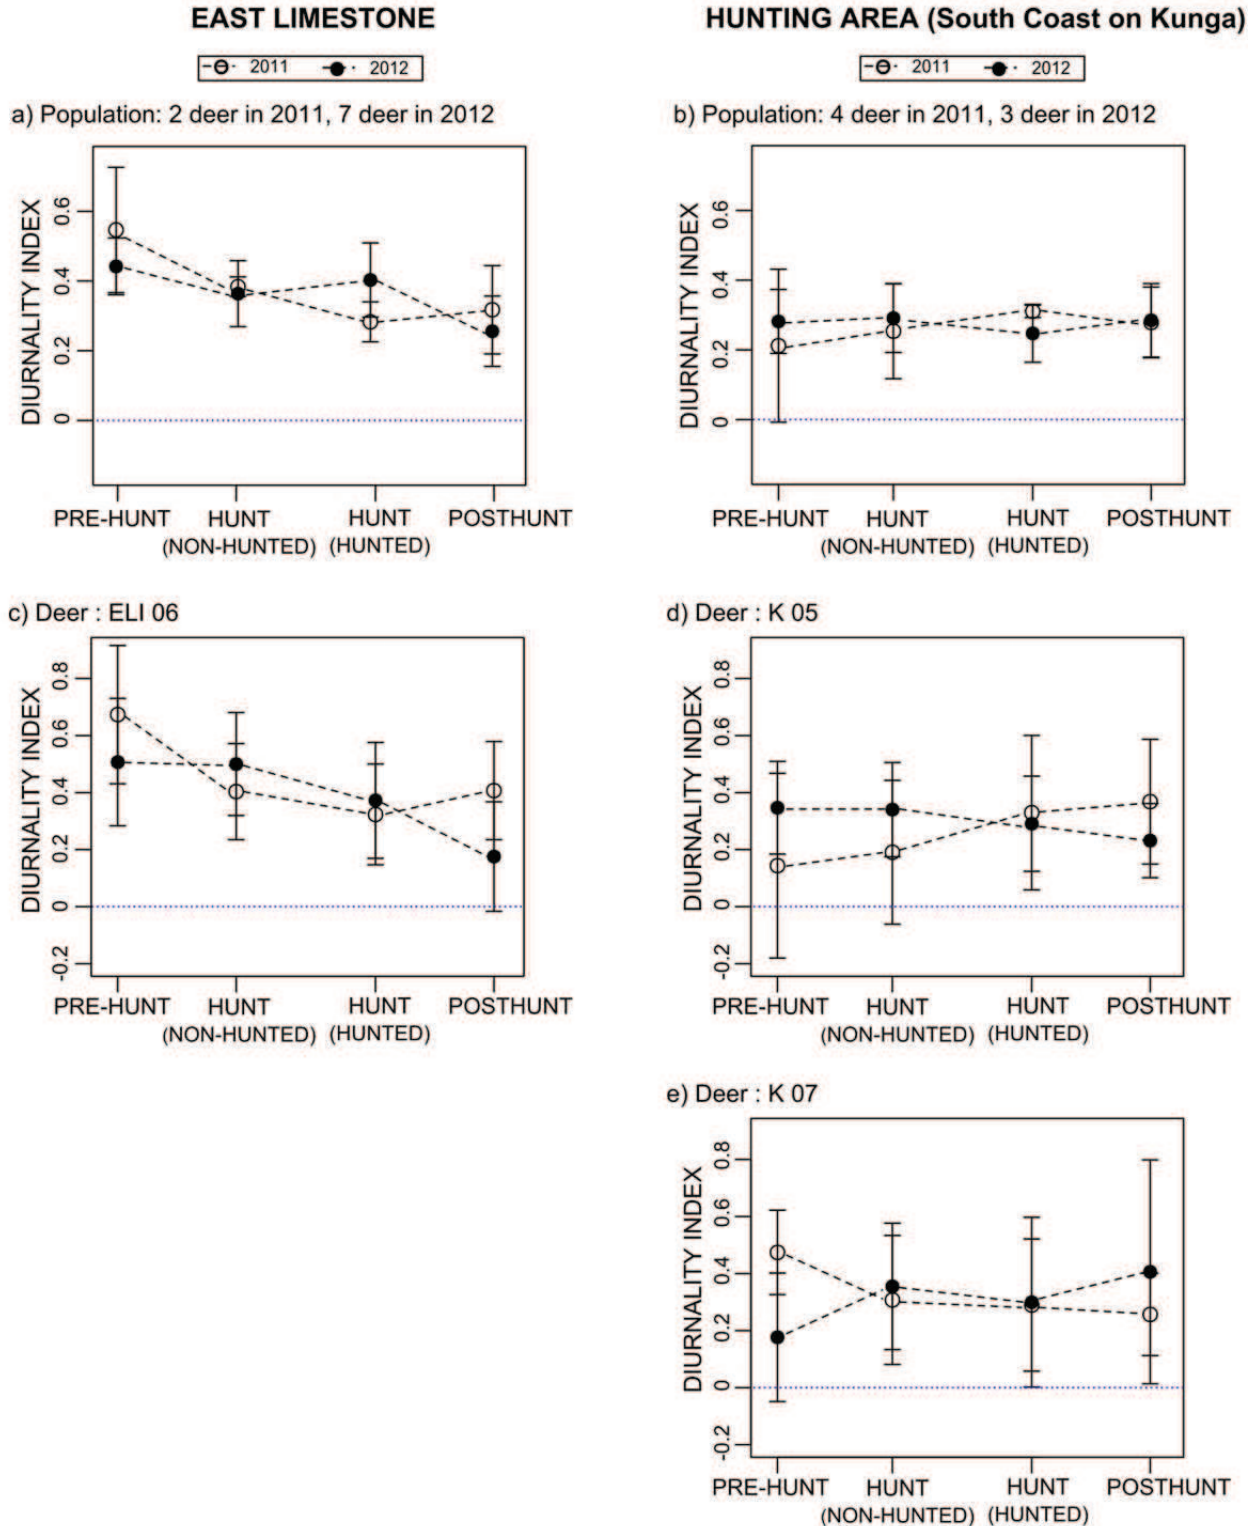 EAST LIMESTONE
HUNTING AREA (South Coast on Kunga)
2011 2012
2011 2012
a) Population: 2 deer in 2011, 7 deer in 2012
DIURNALITY INDEX
0.6
0.4
0.2
0
PRE-HUNT HUNT HUNT POSTHUNT
(NON-HUNTED) (HUNTED)
b) Population: 4 deer in 2011, 3 deer in 2012
DIURNALITY INDEX
0.6
0.4
0.2
0
PRE-HUNT HUNT HUNT POSTHUNT
(NON-HUNTED) (HUNTED)
c) Deer : ELI 06
DIURNALITY INDEX
0.8
0.6
0.4
0.2
0
-0.2
PRE-HUNT HUNT HUNT POSTHUNT
(NON-HUNTED) (HUNTED)
d) Deer : K 05
DIURNALITY INDEX
0.8
0.6
0.4
0.2
0
-0.2
PRE-HUNT HUNT HUNT POSTHUNT
(NON-HUNTED) (HUNTED)
e) Deer : K 07
DIURNALITY INDEX
0.8
0.6
0.4
0.2
0
-0.2
PRE-HUNT HUNT HUNT POSTHUNT
(NON-HUNTED) (HUNTED)